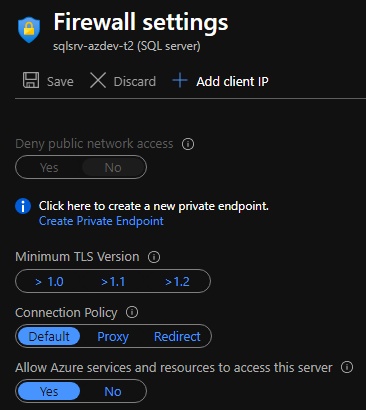 Firewall settings
sqlsrv-azdev-t2 (SQL server)
Save Discard Add client IP
Deny public network access
Yes No
Click here to create a new private endpoint.
Create Private Endpoint
Minimum TLS Version
> 1.0 >1.1 >1.2
Connection Policy
Default Proxy Redirect
Allow Azure services and resources to access this server
Yes No